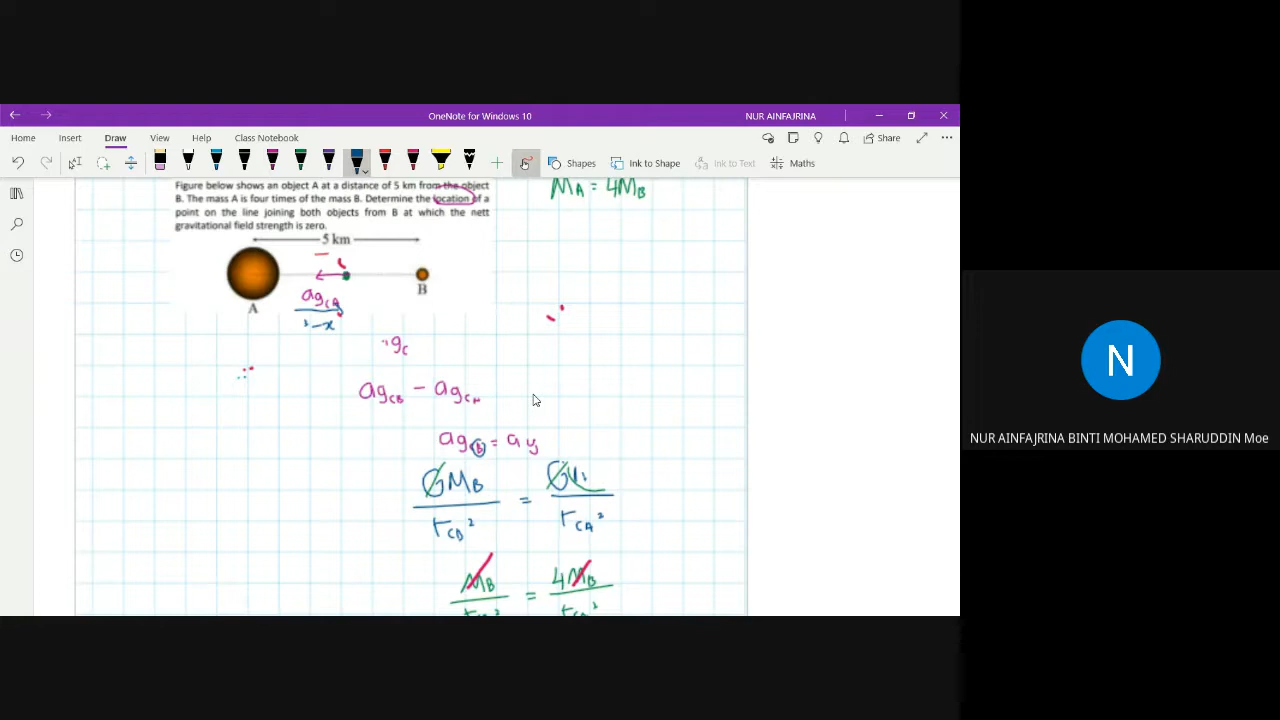 OneNote for Windows 10
NUR AINFAJRINA
Home Insert Draw View Help Class Notebook
Share
Shapes Ink to Shape Ink to Text Maths
Figure below shows an object A at a distance of 5 km from the object
B. The mass A is four times of the mass B. Determine the location of a
point on the line joining both objects from B at which the nett
gravitational field strength is zero.
MA = 4MB
5 km
A
B
agCA
-x
gc
agCB - agC
agB = a
GMB = G
rCB² rCA²
MB = 4MB
N
NUR AINFAJRINA BINTI MOHAMED SHARUDDIN Moe